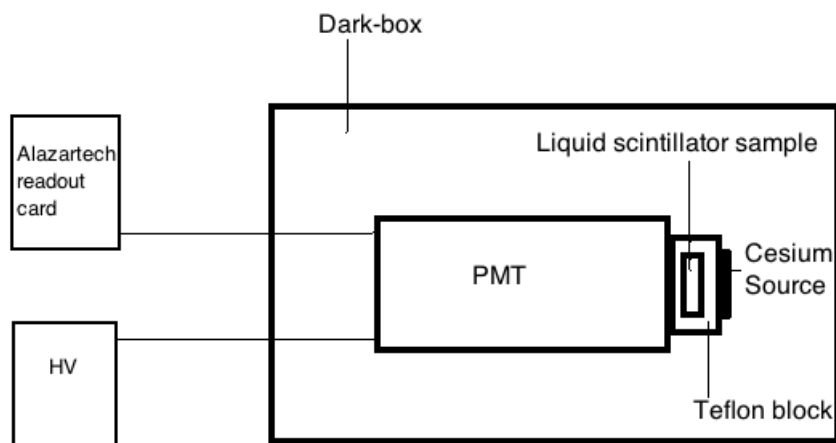 Dark-box
Alazartech
readout
card
Liquid scintillator sample
PMT
Cesium
Source
HV
Teflon block